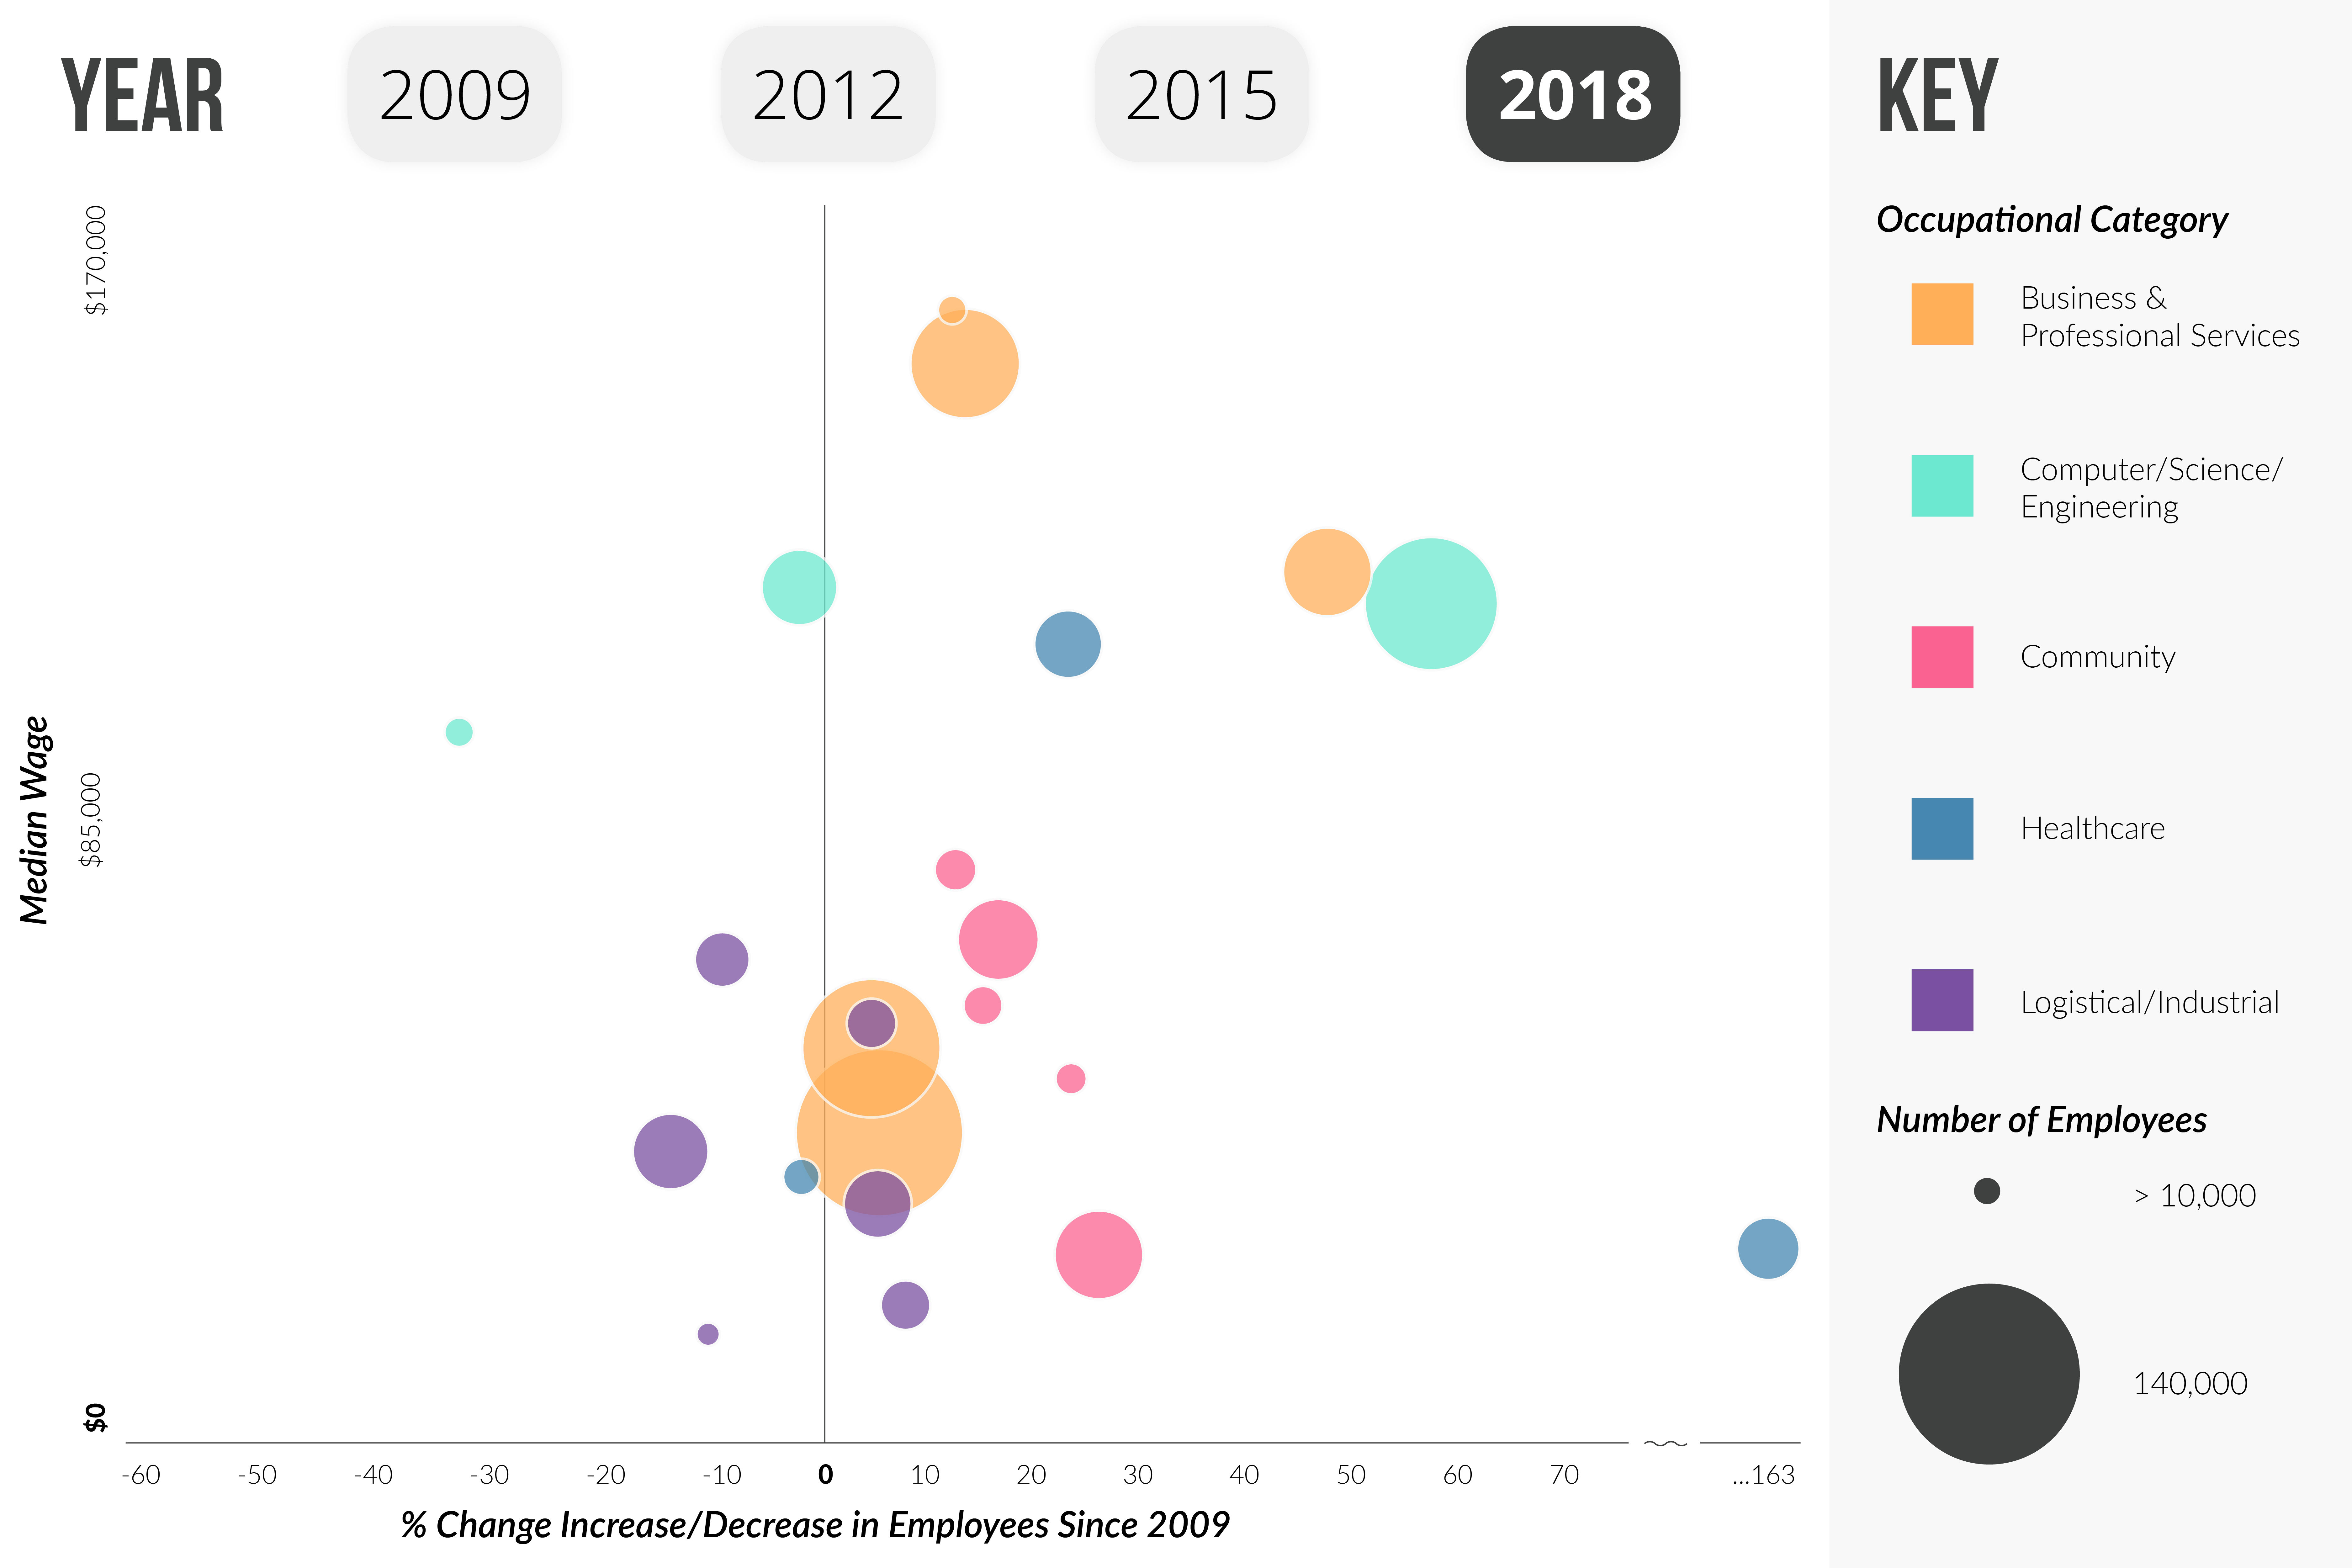 YEAR
2009
2012
2015
2018
$170,000
$85,000
$0
Median Wage
-60 -50 -40 -30 -20 -10 0 10 20 30 40 50 60 70 ...163
% Change Increase/Decrease in Employees Since 2009
KEY
Occupational Category
Business &
Professional Services
Computer/Science/
Engineering
Community
Healthcare
Logistical/Industrial
Number of Employees
> 10,000
140,000